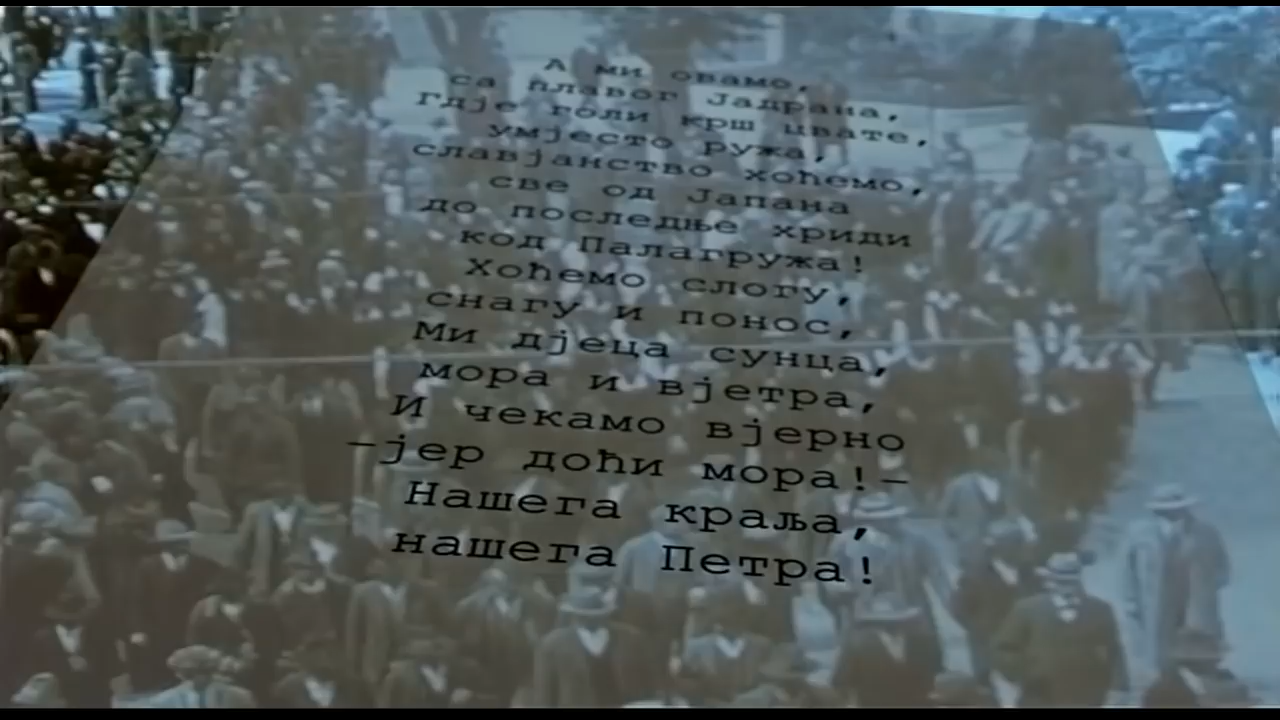 А ми овамо,
са плавог Јадрана,
гдје голи крш цвате,
умјесто ружа,
славјанство хоћемо,
све од Јапана
до последње хриди
код Палагружа!
Хоћемо слогу,
снагу и понос,
Ми дјеца сунца,
мора и вјетра,
И чекамо вјерно
—јер доћи мора!—
Нашега краља,
нашега Петра!